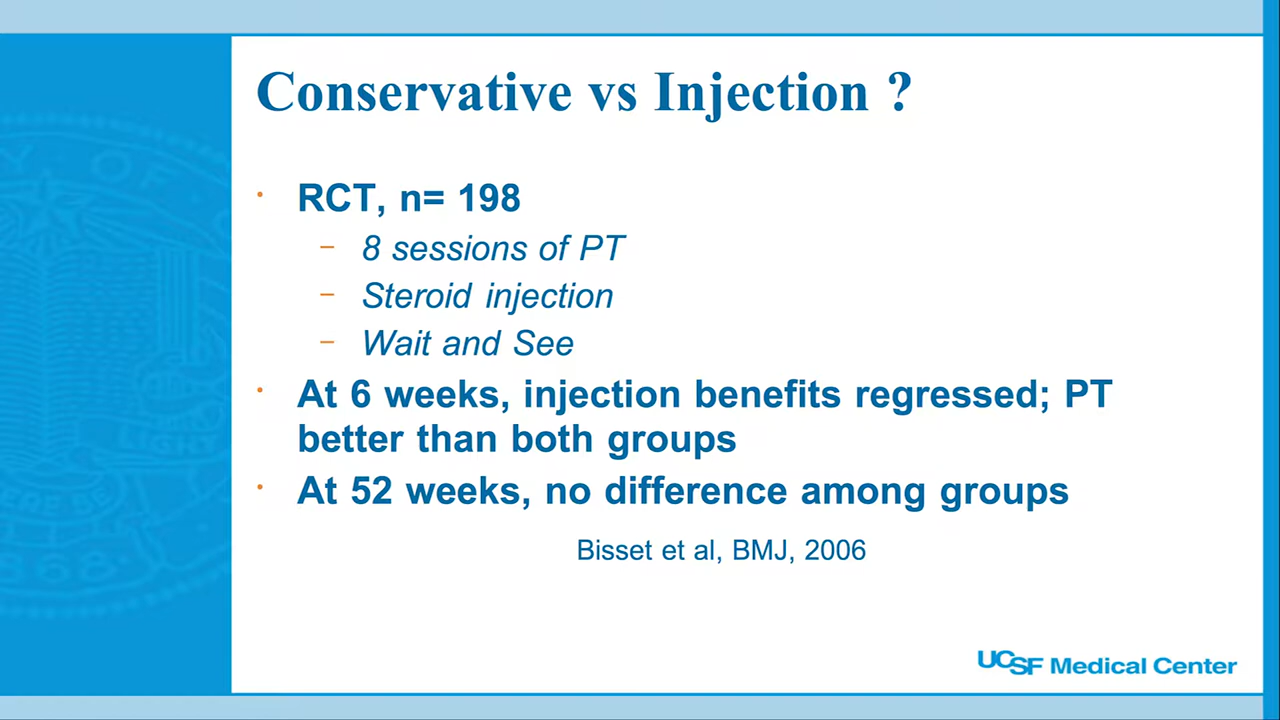 Conservative vs Injection ?
• RCT, n= 198
– 8 sessions of PT
– Steroid injection
– Wait and See
• At 6 weeks, injection benefits regressed; PT
better than both groups
• At 52 weeks, no difference among groups
Bisset et al, BMJ, 2006
UCSF Medical Center